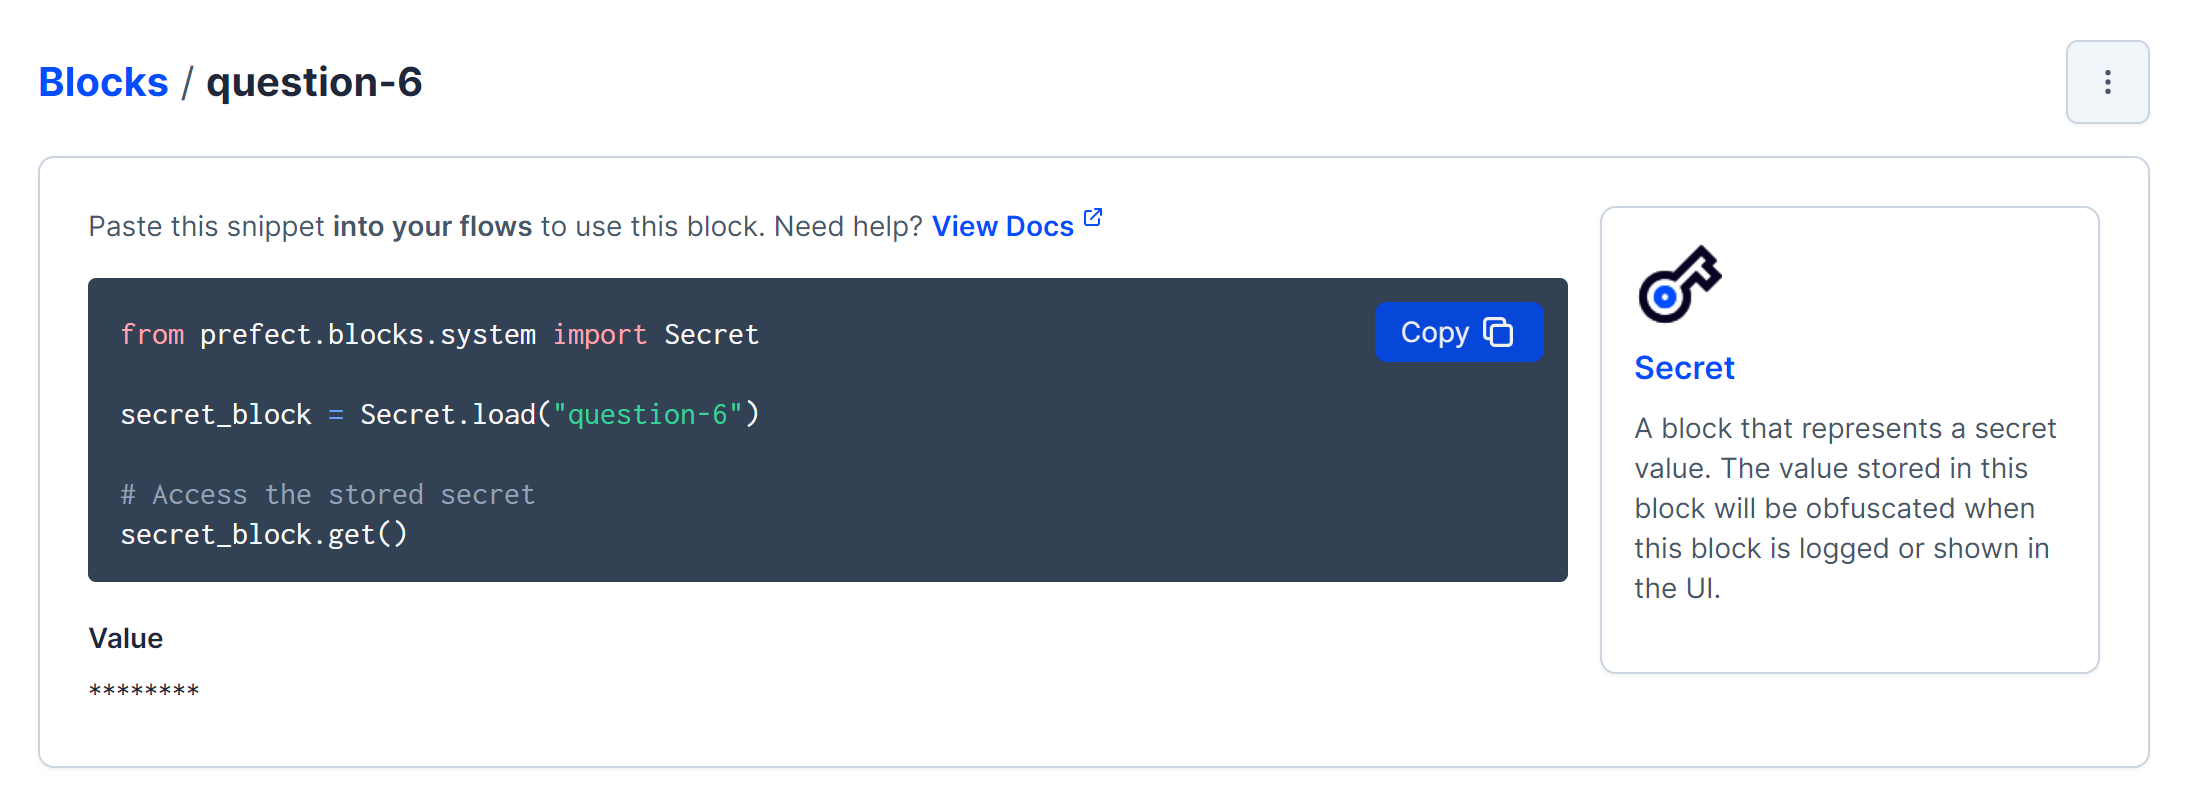 Blocks / question-6
Paste this snippet into your flows to use this block. Need help? View Docs
from prefect.blocks.system import Secret
Copy
secret_block = Secret.load("question-6")
# Access the stored secret
secret_block.get()
Value
********
Secret
A block that represents a secret
value. The value stored in this
block will be obfuscated when
this block is logged or shown in
the UI.